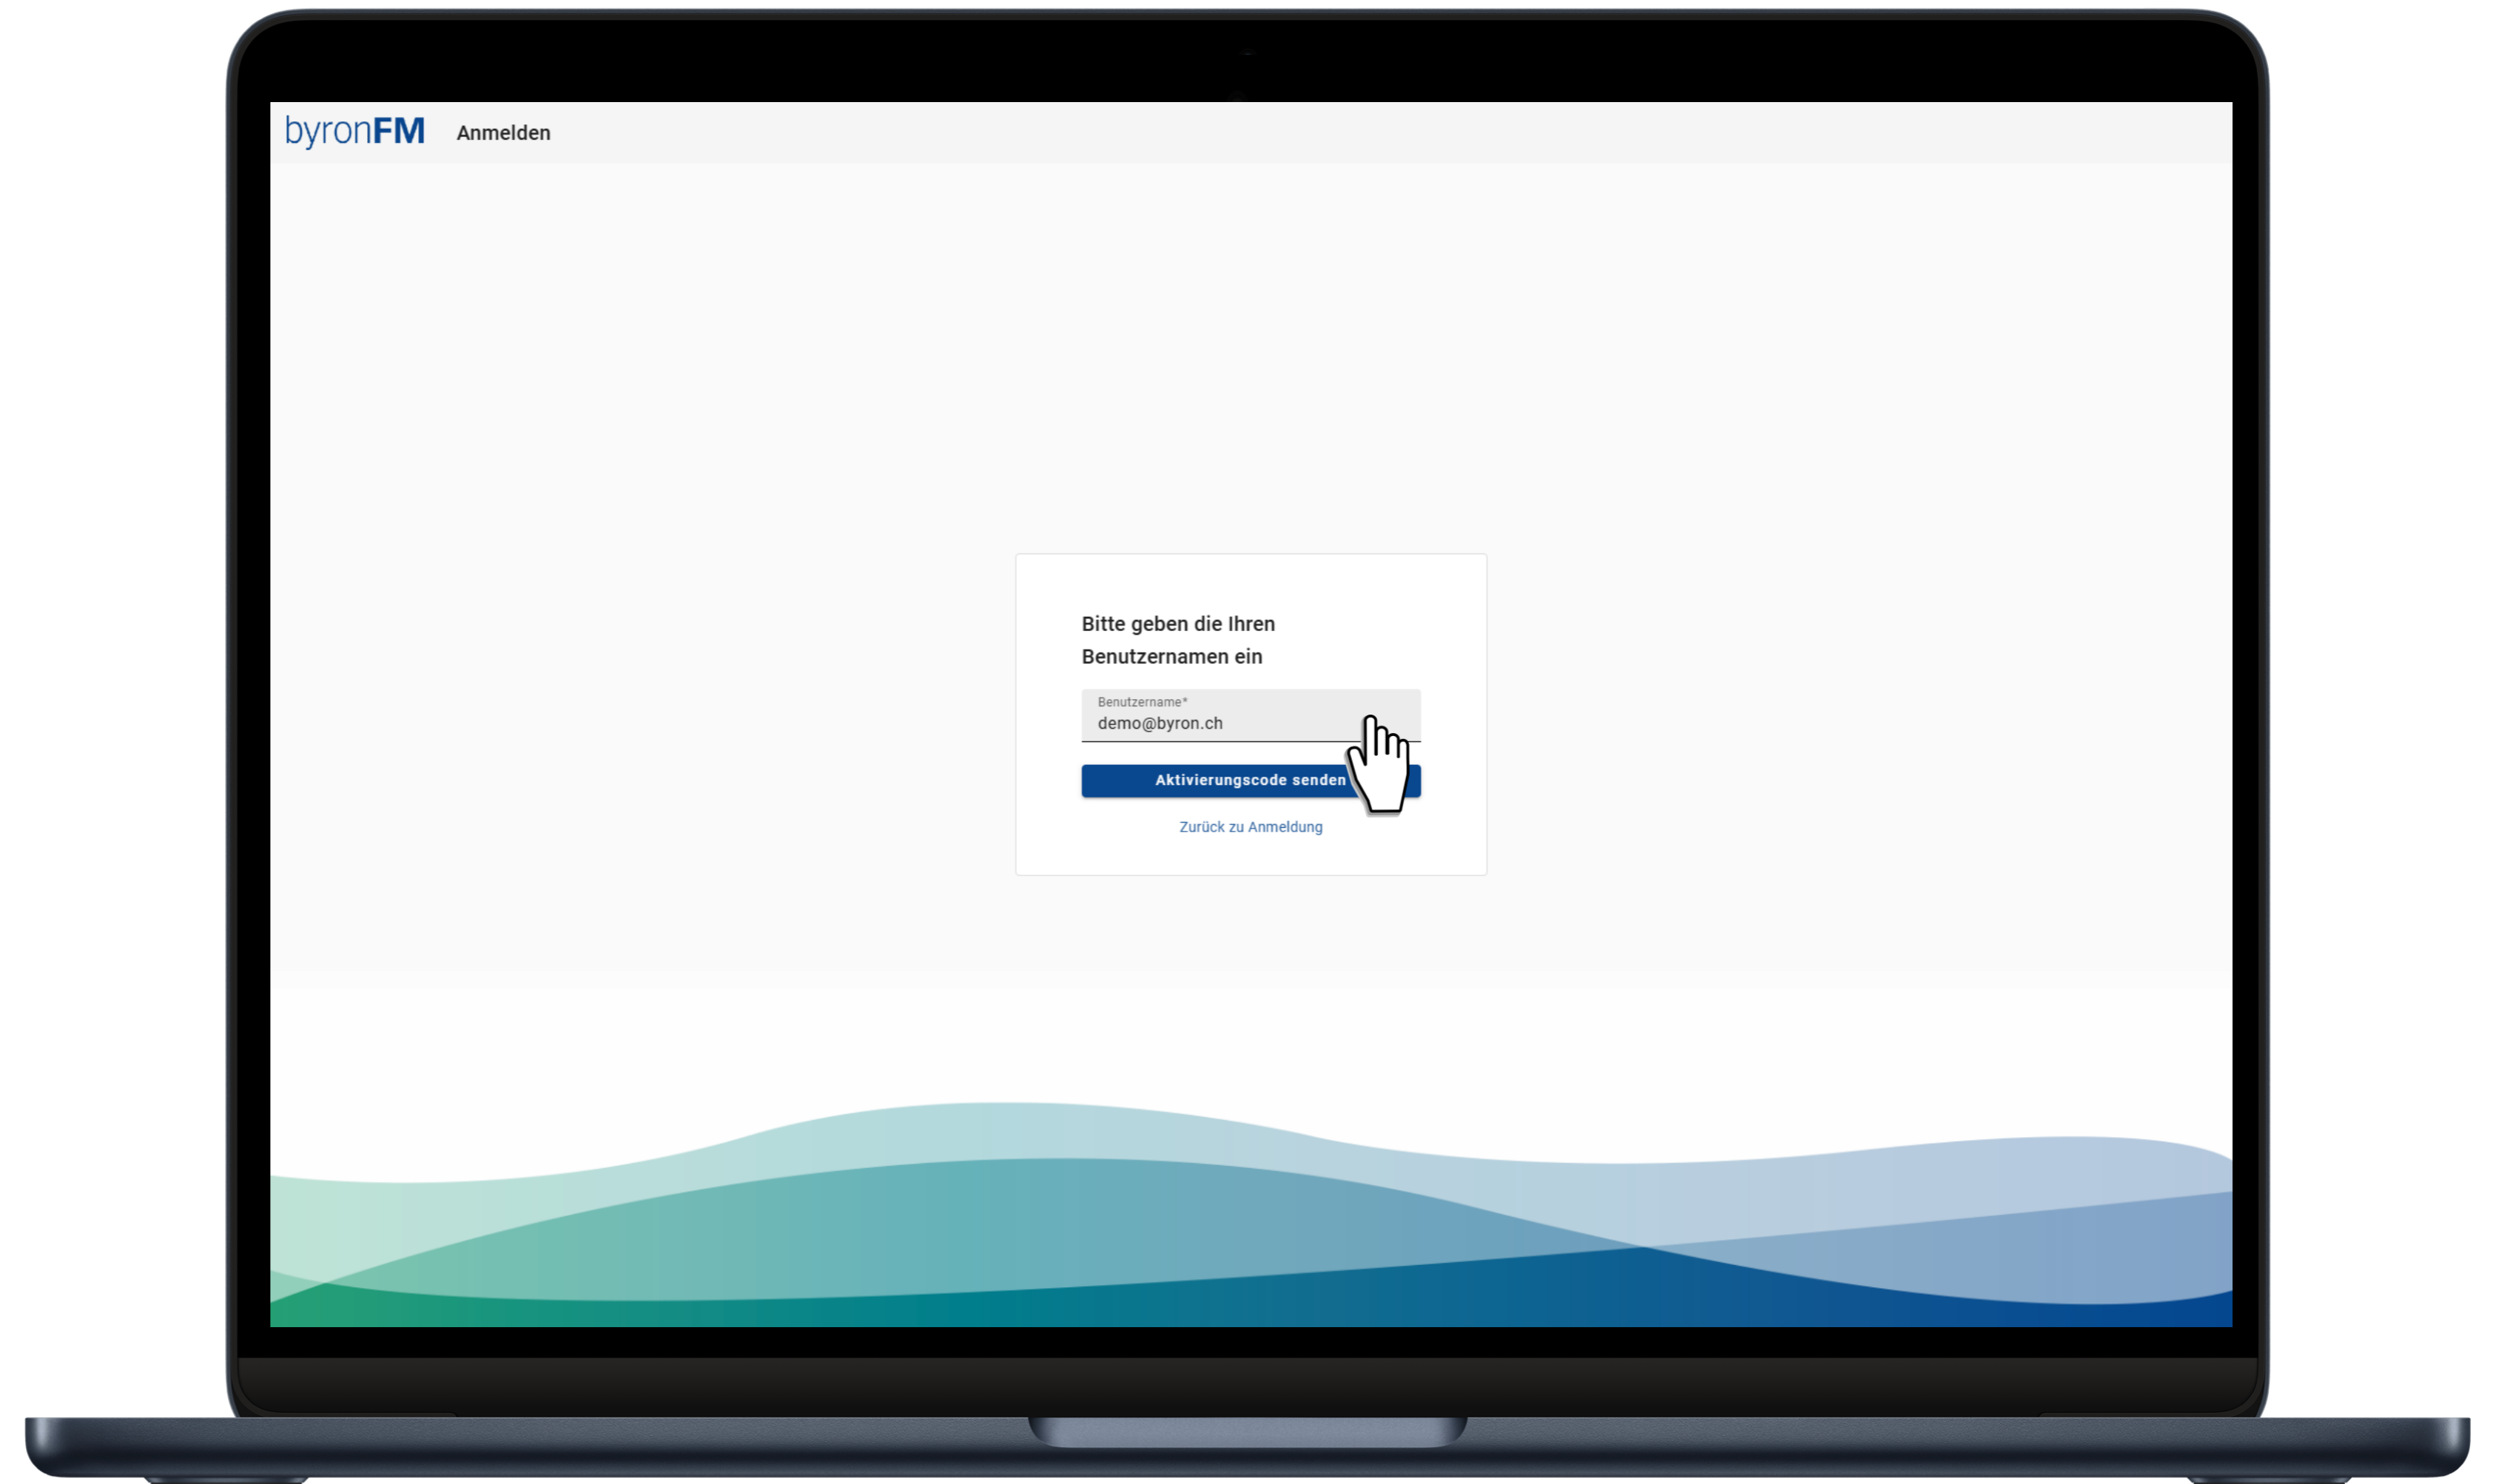 byronFM Anmelden
Bitte geben die Ihren
Benutzernamen ein
Benutzername*
demo@byron.ch
Aktivierungscode senden
Zurück zu Anmeldung